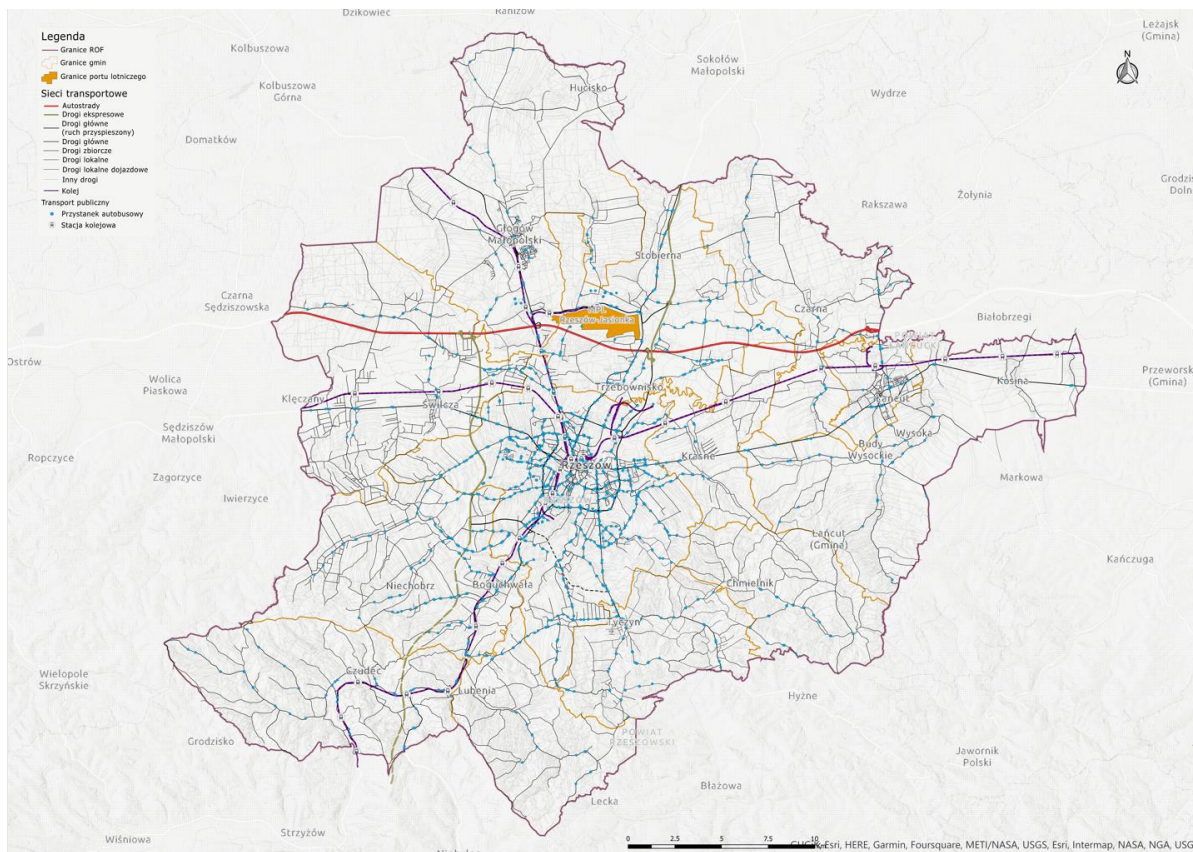 Dzikowiec
Raniżów
Leżajsk
(Gmina)
Legenda
Granice ROF
Granice gmin
Granice portu lotniczego
Sieci transportowe
Autostrady
Drogi ekspresowe
Drogi główne
(ruch przyspieszony)
Drogi główne
Drogi zbiorcze
Drogi lokalne
Drogi lokalne dojazdowe
Inny drogi
Kolej
Transport publiczny
Przystanek autobusowy
Stacja kolejowa
N
Kolbuszowa
Kolbuszowa
Górna
Domatków
Hucisko
Sokołów
Małopolski
Wydrze
Żołynia
Rakszawa
Głogów
Małopolski
Stobierna
Czarna
Sędziszowska
MPL
Rzeszów-Jasionka
Czarna
Białobrzegi
Ostrów
Wolica
Piaskowa
Klęczany
Świlcza
Trzebownisko
Łańcut
Kosina
Przeworsk
(Gmina)
Sędziszów
Małopolski
Ropczyce
Zagorzyce
Iwierzyce
Rzeszów
Krasne
Budy
Wysockie
Wysoka
Markowa
Łańcut
(Gmina)
Kańczuga
Niechobrz
Boguchwała
Chmielnik
Tyczyn
Wielopole
Skrzyńskie
Czudec
Lubenia
Hyżne
Grodzisko
POWIAT
RZESZOWSKI
Jawornik
Polski
Błażowa
Lecka
Wiśniowa
Strzyżów
0 2.5 5 7.5 10
Esri, HERE, Garmin, Foursquare, METI/NASA, USGS, Esri, Intermap, NASA, NGA, USG